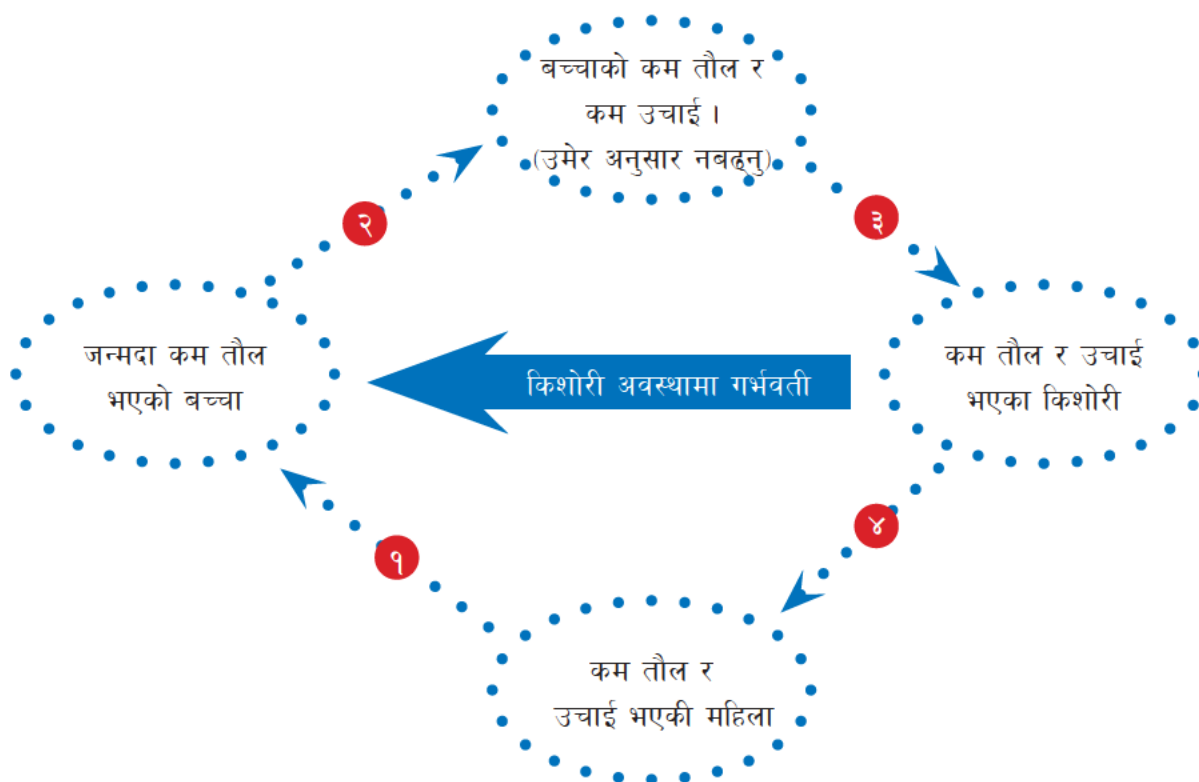 बच्चाको कम तौल र
कम उचाई ।
(उमेर अनुसार नबढ्नु)
२
३
जन्मदा कम तौल
भएको बच्चा
किशोरी अवस्थामा गर्भवती
कम तौल र उचाई
भएका किशोरी
१
४
कम तौल र
उचाई भएकी महिला